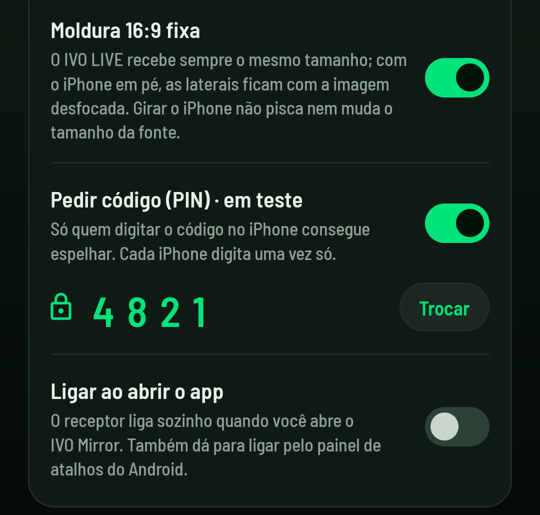 Moldura 16:9 fixa
O IVO LIVE recebe sempre o mesmo tamanho; com
o iPhone em pé, as laterais ficam com a imagem
desfocada. Girar o iPhone não pisca nem muda o
tamanho da fonte.
Pedir código (PIN) · em teste
Só quem digitar o código no iPhone consegue
espelhar. Cada iPhone digita uma vez só.
4 8 2 1
Trocar
Ligar ao abrir o app
O receptor liga sozinho quando você abre o
IVO Mirror. Também dá para ligar pelo painel de
atalhos do Android.